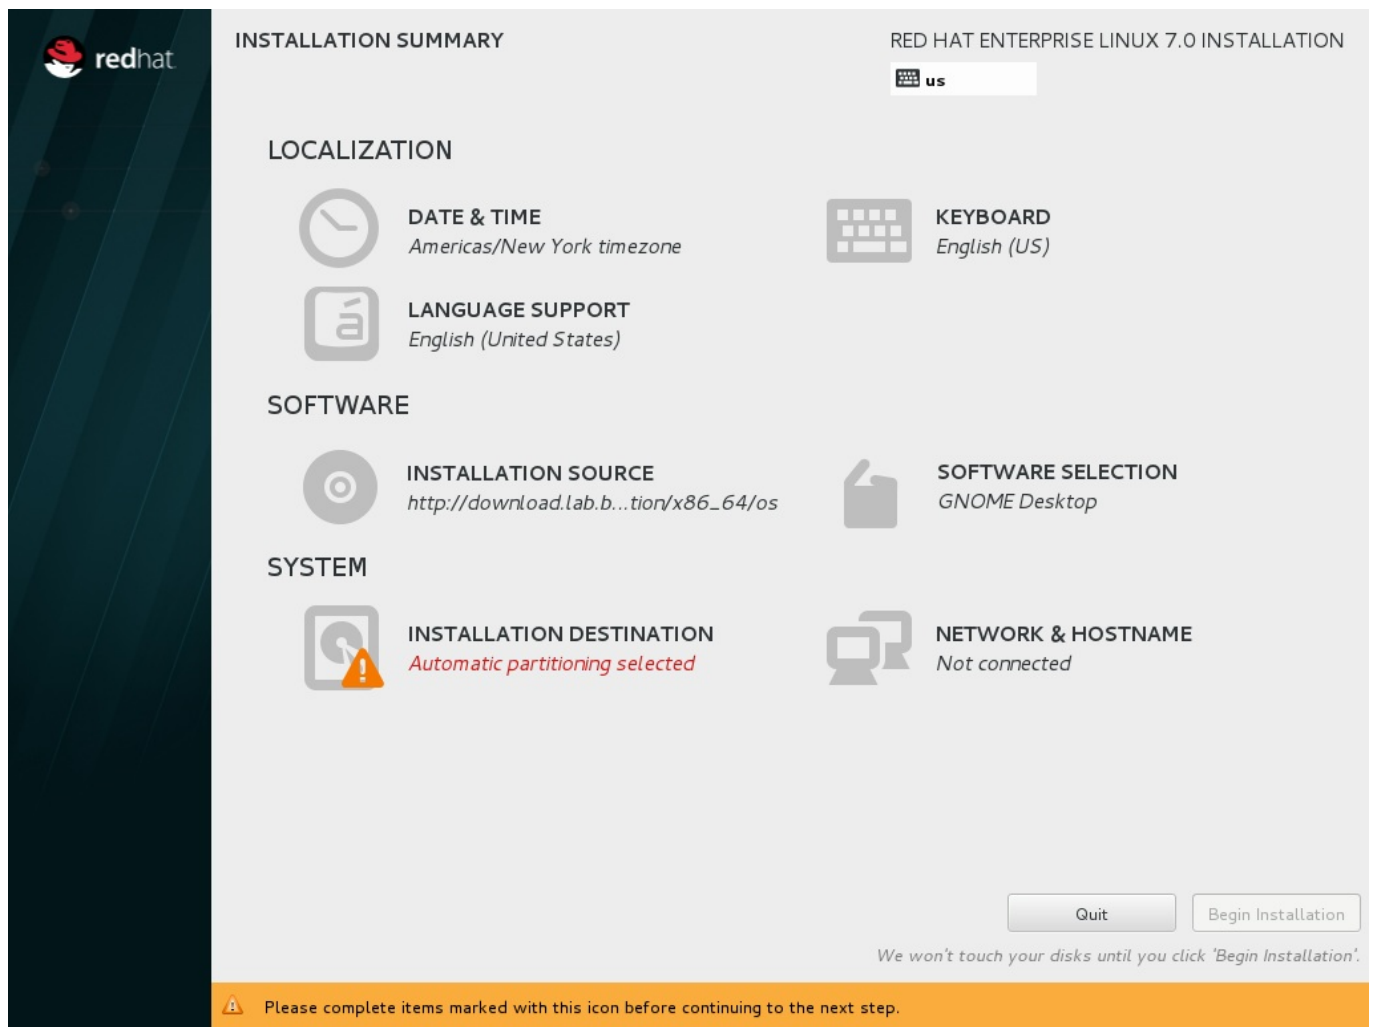 redhat.
INSTALLATION SUMMARY
RED HAT ENTERPRISE LINUX 7.0 INSTALLATION
us
LOCALIZATION
DATE & TIME
Americas/New York timezone
KEYBOARD
English (US)
á
LANGUAGE SUPPORT
English (United States)
SOFTWARE
INSTALLATION SOURCE
http://download.lab.b...tion/x86_64/os
SOFTWARE SELECTION
GNOME Desktop
SYSTEM
INSTALLATION DESTINATION
Automatic partitioning selected
NETWORK & HOSTNAME
Not connected
Quit
Begin Installation
We won't touch your disks until you click 'Begin Installation'.
Please complete items marked with this icon before continuing to the next step.